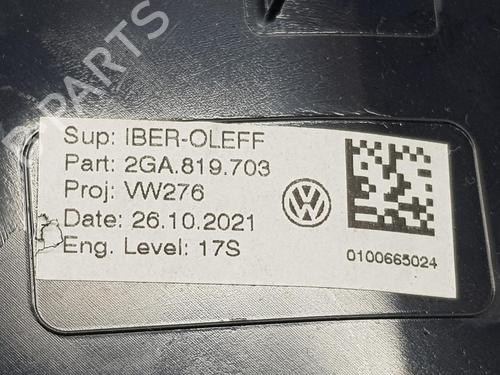 Sup: IBER-OLEFF
Part: 2GA.819.703
Proj: VW276
Date: 26.10.2021
Eng. Level: 17S
0100665024